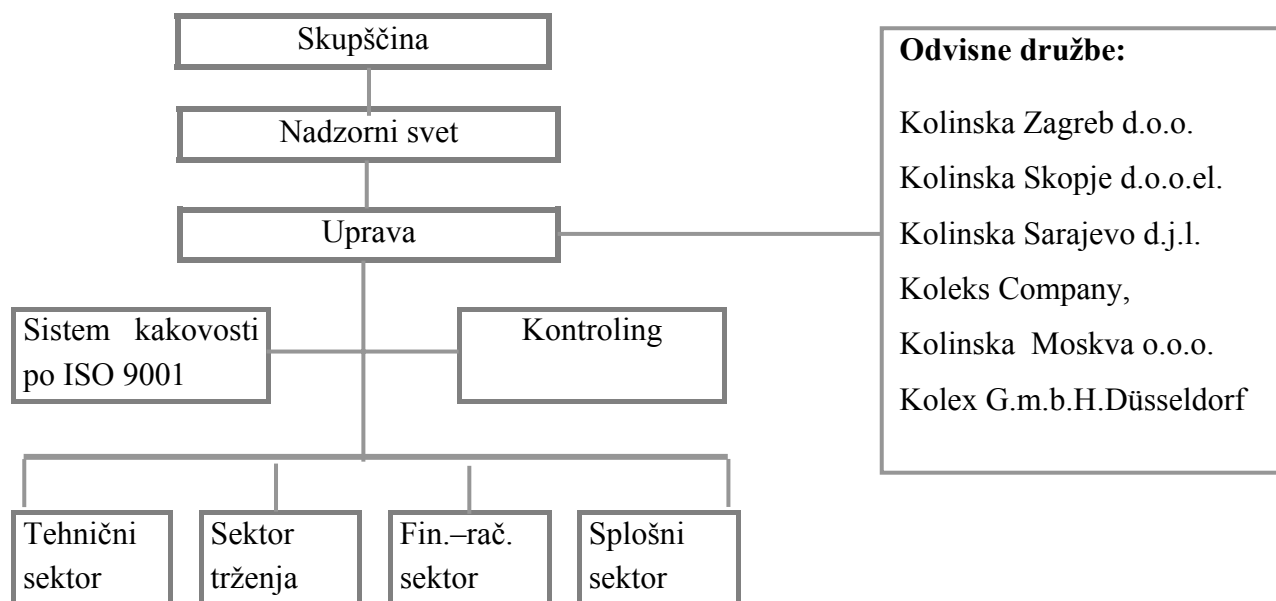 Skupščina
Nadzorni svet
Uprava
Sistem kakovosti
po ISO 9001
Kontroling
Tehnični
sektor
Sektor
trženja
Fin.–rač.
sektor
Splošni
sektor
Odvisne družbe:
Kolinska Zagreb d.o.o.
Kolinska Skopje d.o.o.el.
Kolinska Sarajevo d.j.l.
Koleks Company,
Kolinska Moskva o.o.o.
Kolex G.m.b.H.Düsseldorf